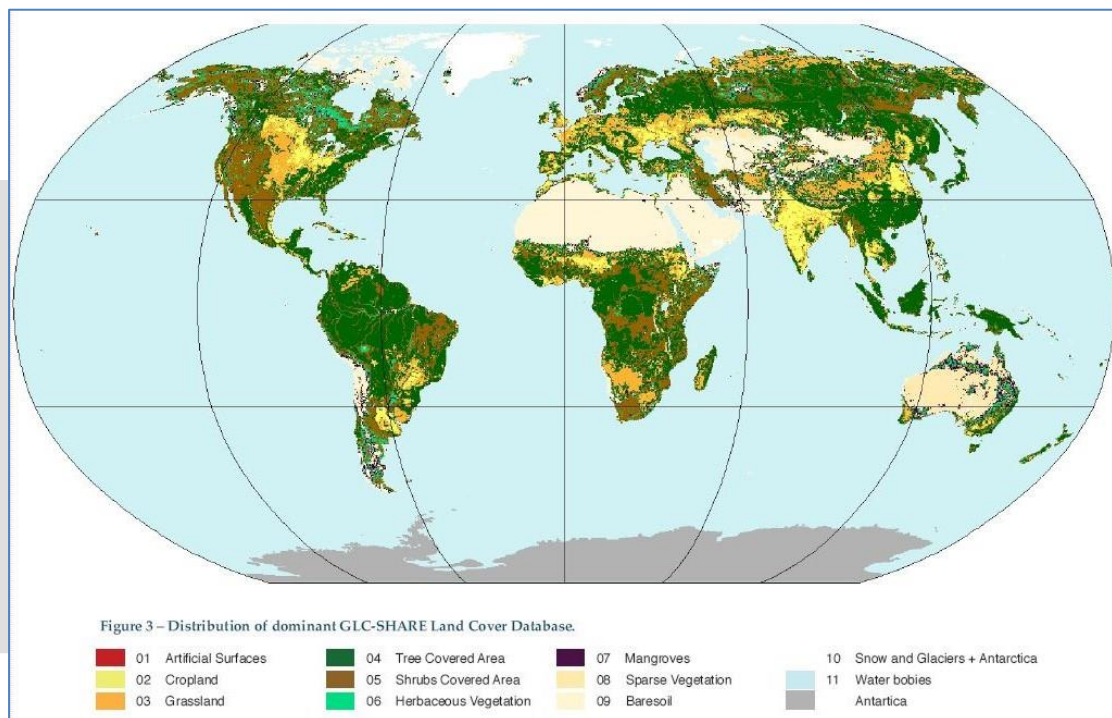 Figure 3 – Distribution of dominant GLC-SHARE Land Cover Database.
01 Artificial Surfaces
02 Cropland
03 Grassland
04 Tree Covered Area
05 Shrubs Covered Area
06 Herbaceous Vegetation
07 Mangroves
08 Sparse Vegetation
09 Baresoil
10 Snow and Glaciers + Antarctica
11 Water bobies
Antartica